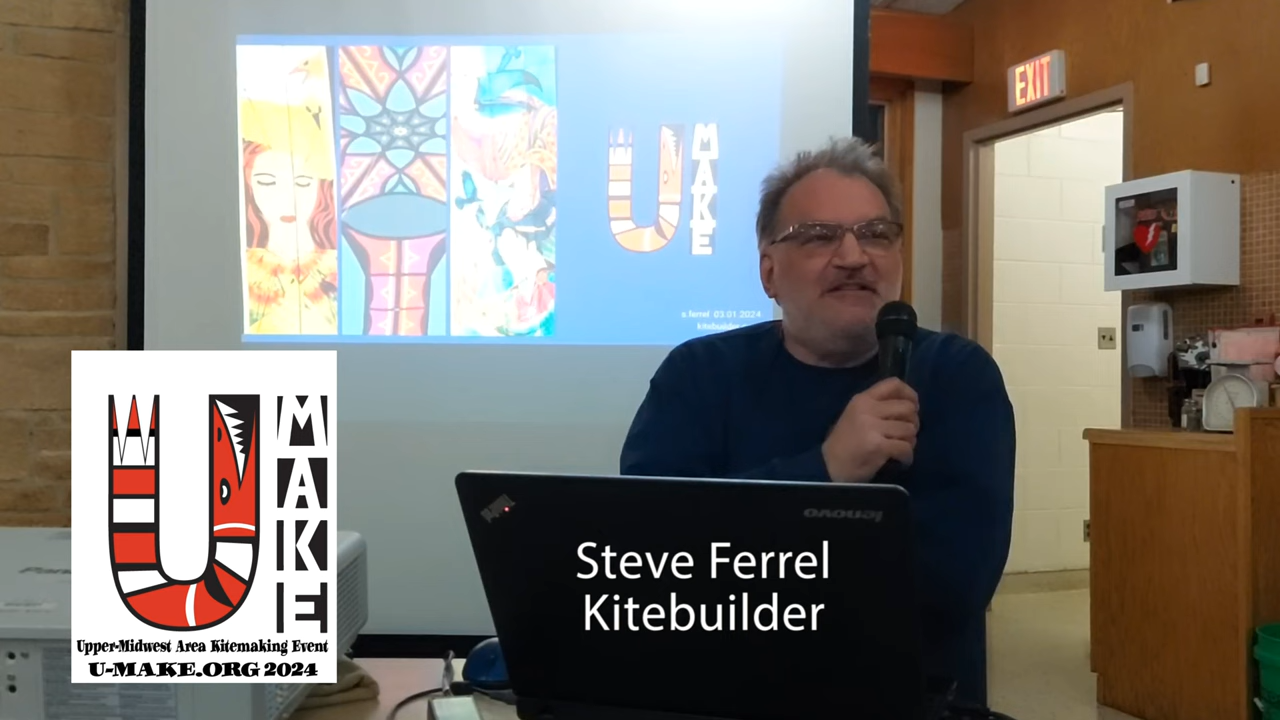 EXIT
U
MAKE
s.ferrel 03.01.2024
lenovo
Steve Ferrel
Kitebuilder
U
MAKE
Upper-Midwest Area Kitemaking Event
U-MAKE.ORG 2024